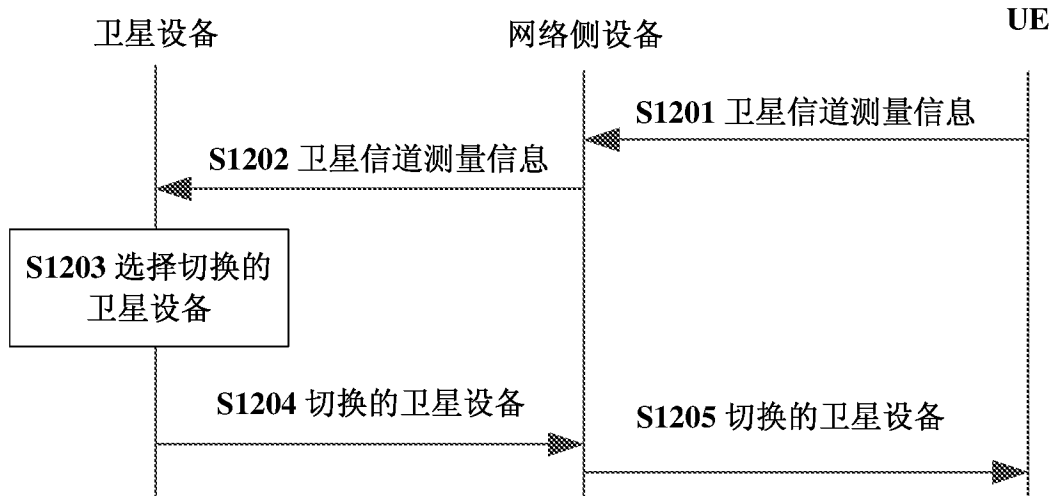 卫星设备
网络侧设备
UE
S1201 卫星信道测量信息
S1202 卫星信道测量信息
S1203 选择切换的
卫星设备
S1204 切换的卫星设备
S1205 切换的卫星设备